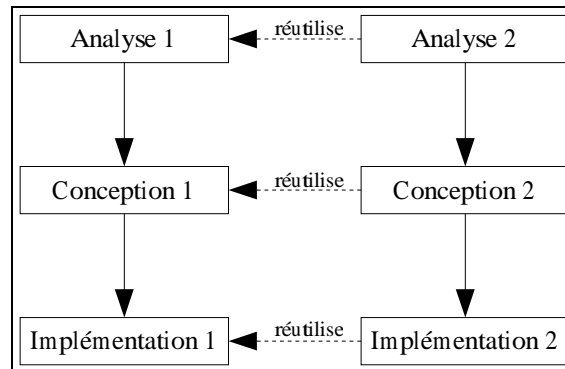 Analyse 1
réutilise
Analyse 2
Conception 1
réutilise
Conception 2
Implémentation 1
réutilise
Implémentation 2